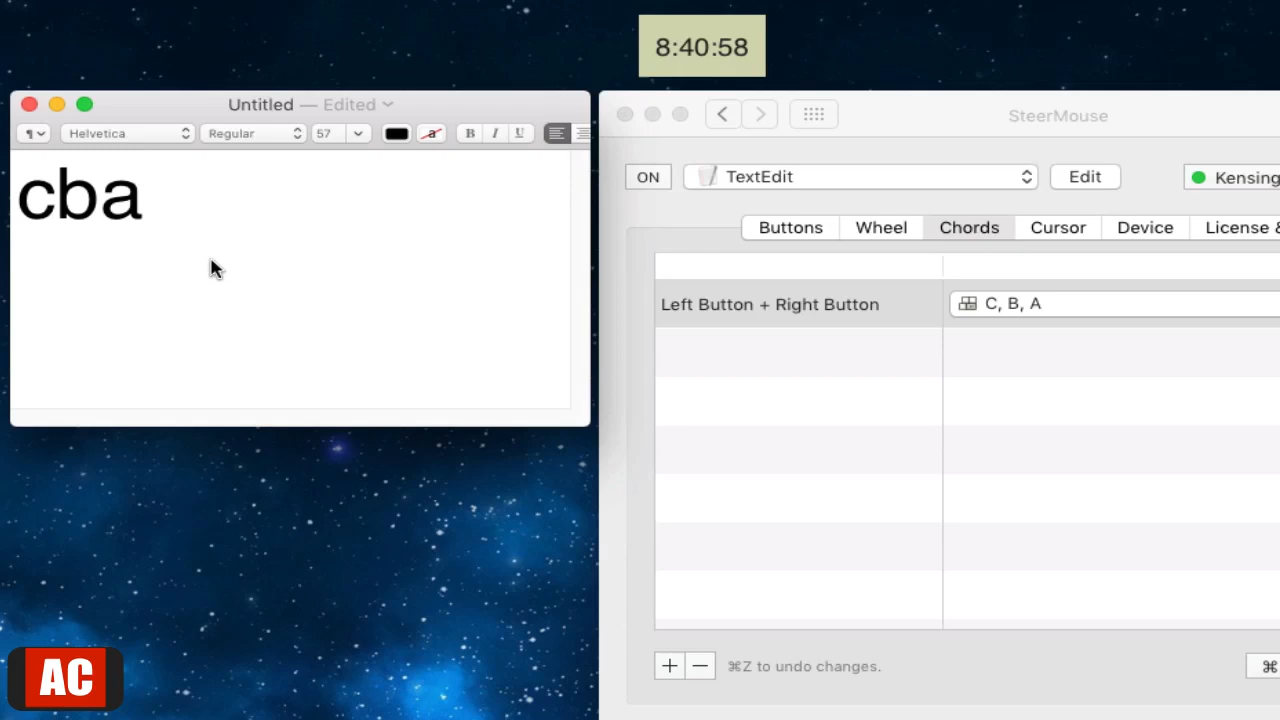 8:40:58
Untitled — Edited
¶ Helvetica Regular 57 a B I U
cba
SteerMouse
ON TextEdit Edit Kensing
Buttons Wheel Chords Cursor Device License &
Left Button + Right Button C, B, A
+ − ⌘Z to undo changes. ⌘
AC